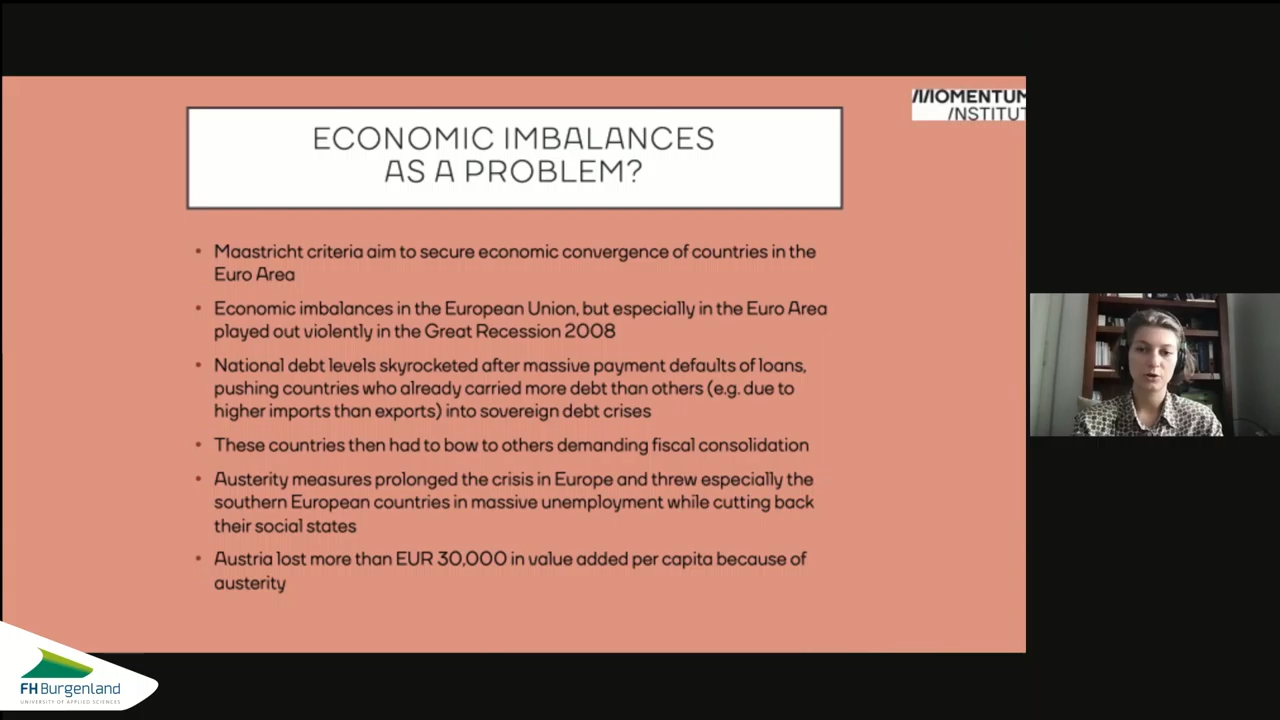 MOMENTUM
INSTITUT
ECONOMIC IMBALANCES
AS A PROBLEM?
• Maastricht criteria aim to secure economic convergence of countries in the
Euro Area
• Economic imbalances in the European Union, but especially in the Euro Area
played out violently in the Great Recession 2008
• National debt levels skyrocketed after massive payment defaults of loans,
pushing countries who already carried more debt than others (e.g. due to
higher imports than exports) into sovereign debt crises
• These countries then had to bow to others demanding fiscal consolidation
• Austerity measures prolonged the crisis in Europe and threw especially the
southern European countries in massive unemployment while cutting back
their social states
• Austria lost more than EUR 30,000 in value added per capita because of
austerity
FH Burgenland
UNIVERSITY OF APPLIED SCIENCES